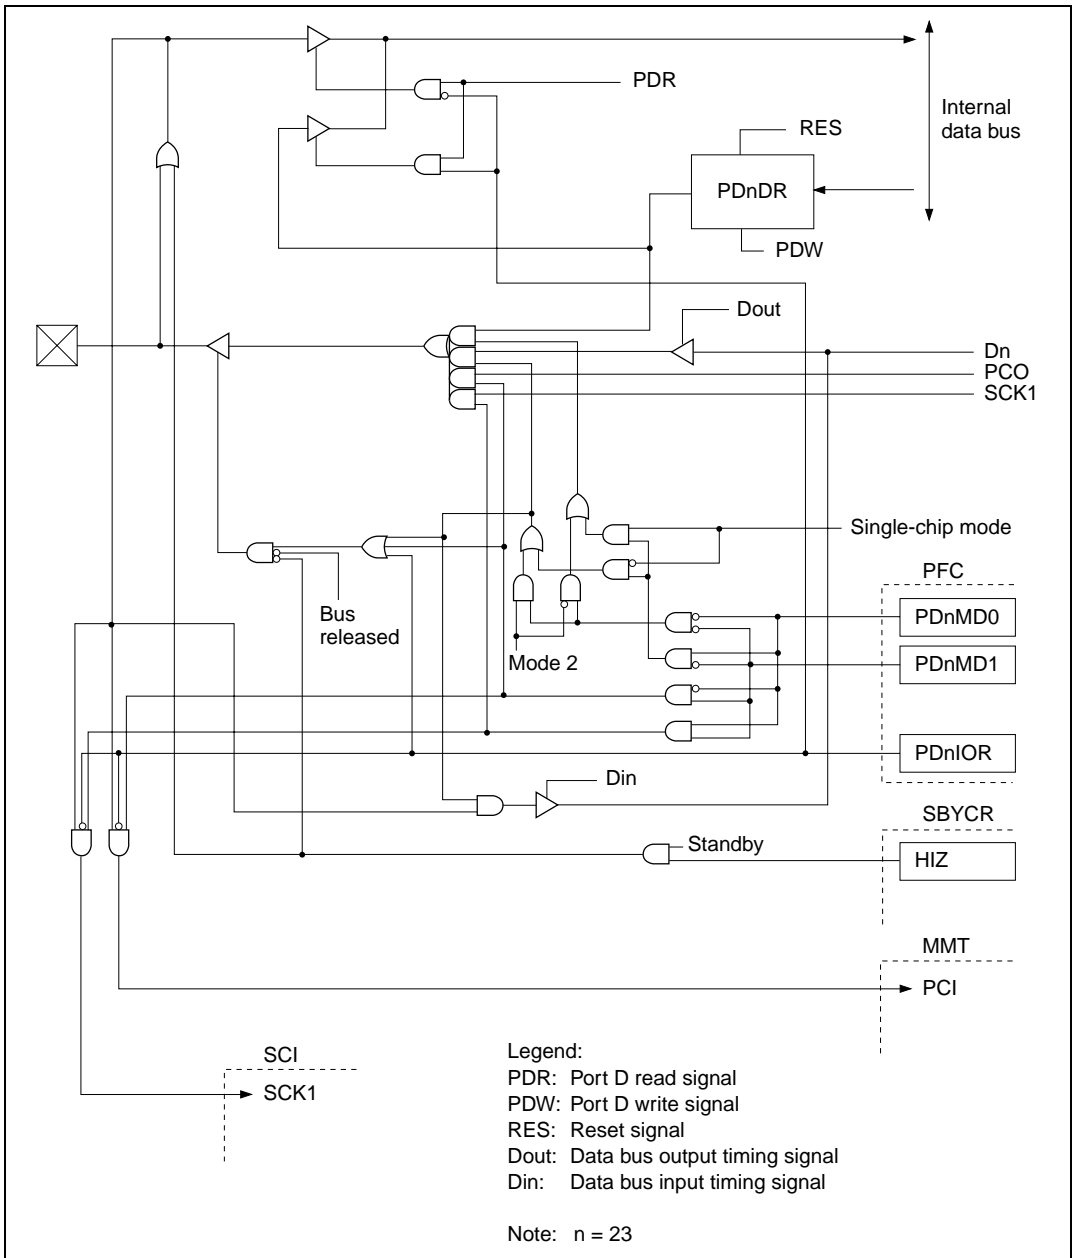 PDR
Internal
data bus
RES
PDnDR
PDW
Dout
Dn
PCO
SCK1
Single-chip mode
PFC
Bus
released
PDnMD0
Mode 2
PDnMD1
PDnIOR
Din
SBYCR
Standby
HIZ
MMT
PCI
SCI
SCK1
Legend:
PDR: Port D read signal
PDW: Port D write signal
RES: Reset signal
Dout: Data bus output timing signal
Din: Data bus input timing signal
Note: n = 23